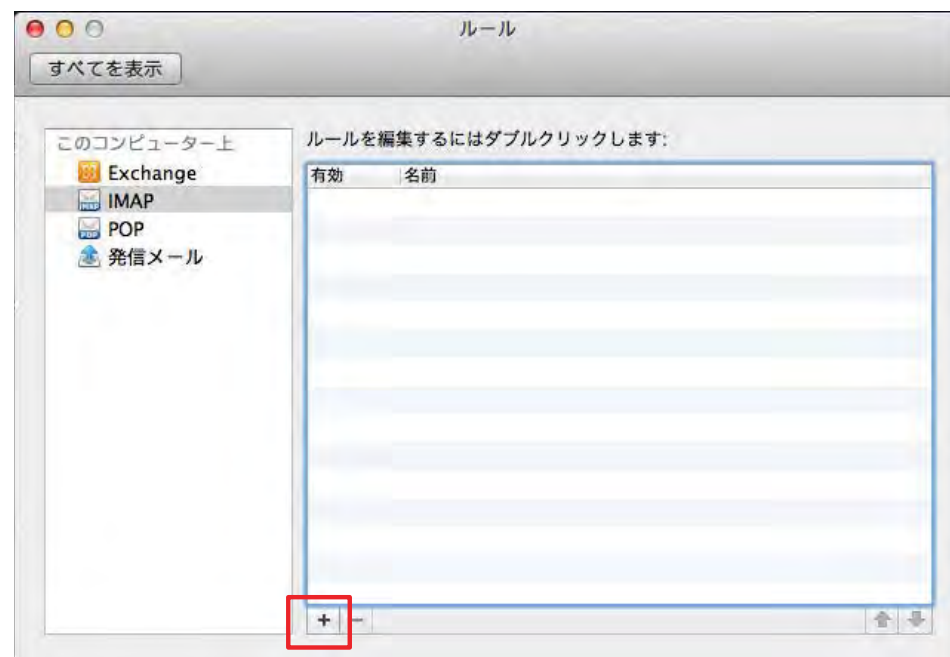 ルール
すべてを表示
このコンピューター上
Exchange
IMAP
POP
発信メール
ルールを編集するにはダブルクリックします:
有効 名前
+ −